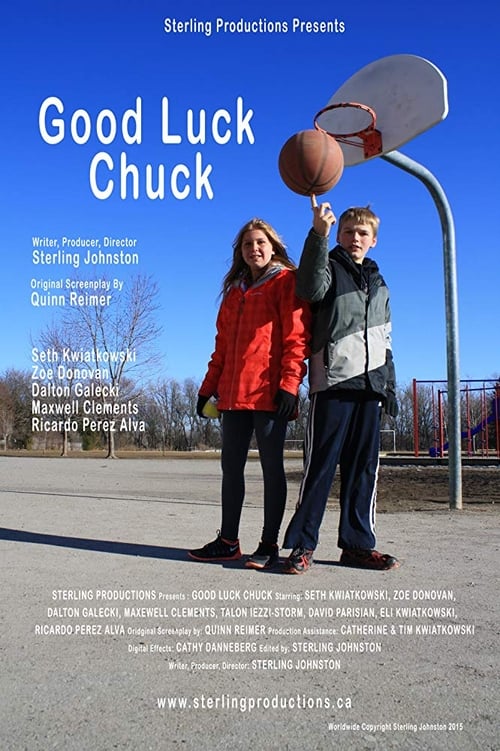 Sterling Productions Presents
Good Luck
Chuck
Writer, Producer, Director
Sterling Johnston
Original Screenplay By
Quinn Reimer
Seth Kwiatkowski
Zoe Donovan
Dalton Galecki
Maxwell Clements
Ricardo Perez Alva
STERLING PRODUCTIONS Presents : GOOD LUCK CHUCK Starring: SETH KWIATKOWSKI, ZOE DONOVAN,
DALTON GALECKI, MAXEWELL CLEMENTS, TALON IEZZI-STORM, DAVID PARISIAN, ELI KWIATKOWSKI,
RICARDO PEREZ ALVA Oridginal Screenplay by: QUINN REIMER Production Assistance: CATHERINE & TIM KWIATKOWSKI
Digital Effects: CATHY DANNEBERG Edited by: STERLING JOHNSTON
Writer, Producer, Director: STERLING JOHNSTON
www.sterlingproductions.ca
Worldwide Copyright Sterling Johnston 2015